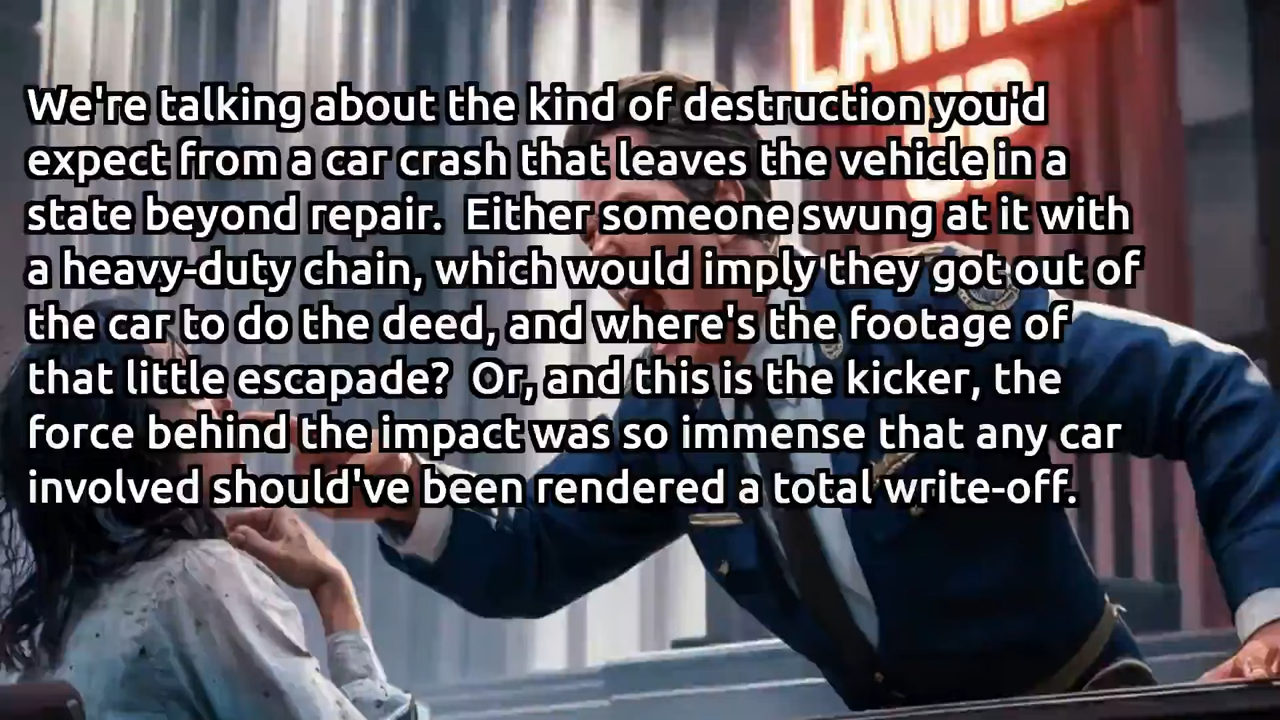 LAWYER
UP
We're talking about the kind of destruction you'd
expect from a car crash that leaves the vehicle in a
state beyond repair.  Either someone swung at it with
a heavy-duty chain, which would imply they got out of
the car to do the deed, and where's the footage of
that little escapade?  Or, and this is the kicker, the
force behind the impact was so immense that any car
involved should've been rendered a total write-off.